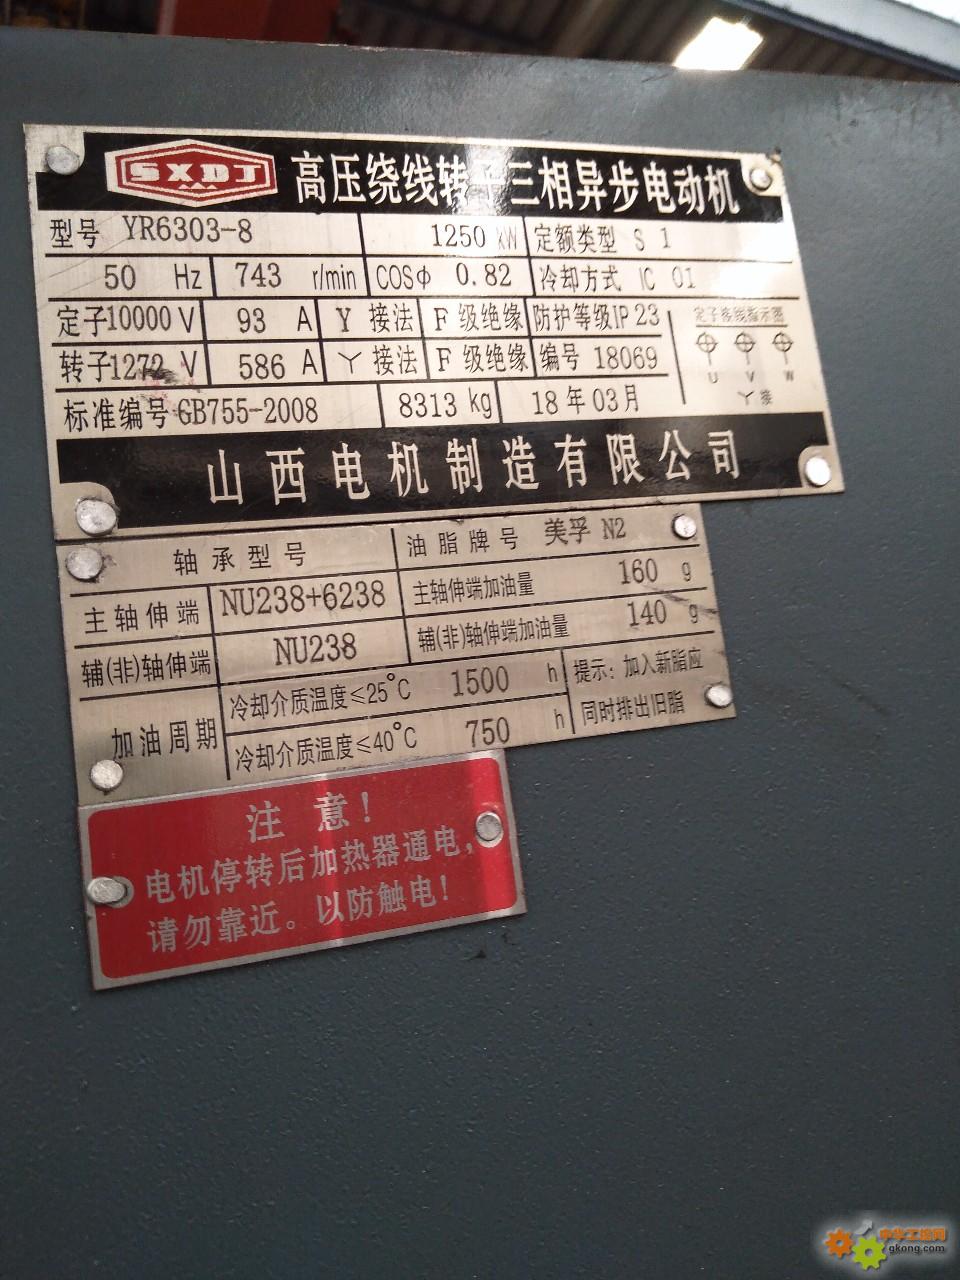 SXDJ 高压绕线转子三相异步电动机
型号 YR6303-8 1250 kW 定额类型 S 1
50 Hz 743 r/min COSΦ 0.82 冷却方式 IC 01
定子10000 V 93 A Y 接法 F 级绝缘 防护等级IP 23
定子接线指示图
转子1272 V 586 A 丫 接法 F 级绝缘 编号 18069
U V W
丫 接
标准编号 GB755-2008 8313 kg 18 年 03 月
山西电机制造有限公司
轴承型号 油脂牌号 美孚 N2
主轴伸端 NU238+6238 主轴伸端加油量 160 g
辅(非)轴伸端 NU238 辅(非)轴伸端加油量 140 g
加油周期 冷却介质温度≤25°C 1500 h
冷却介质温度≤40°C 750 h
提示: 加入新脂应
同时排出旧脂
注 意!
电机停转后加热器通电,
请勿靠近。以防触电!
中华工控网
gkong.com